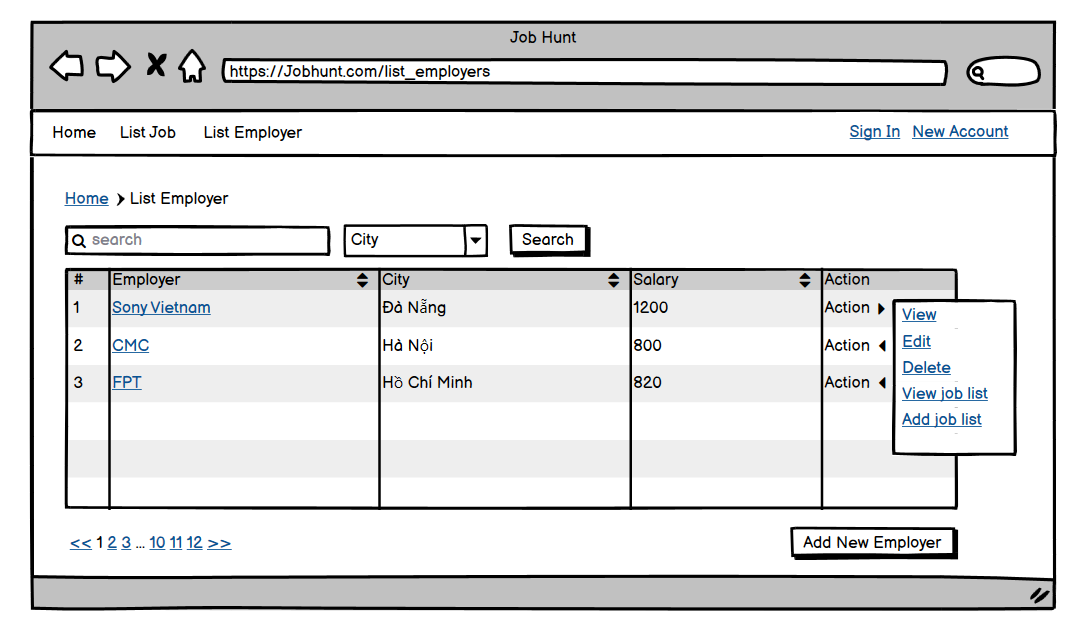 Job Hunt
https://Jobhunt.com/list_employers
Home List Job List Employer Sign In New Account
Home List Employer
search City Search
# Employer City Salary Action
1 Sony Vietnam Đà Nẵng 1200 Action
2 CMC Hà Nội 800 Action
3 FPT Hồ Chí Minh 820 Action
View
Edit
Delete
View job list
Add job list
<< 1 2 3 ... 10 11 12 >> Add New Employer